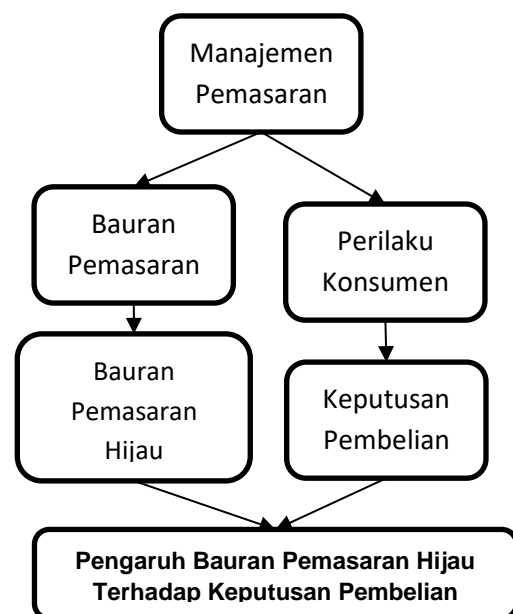 Manajemen
Pemasaran
Bauran
Pemasaran
Perilaku
Konsumen
Bauran
Pemasaran
Hijau
Keputusan
Pembelian
Pengaruh Bauran Pemasaran Hijau
Terhadap Keputusan Pembelian